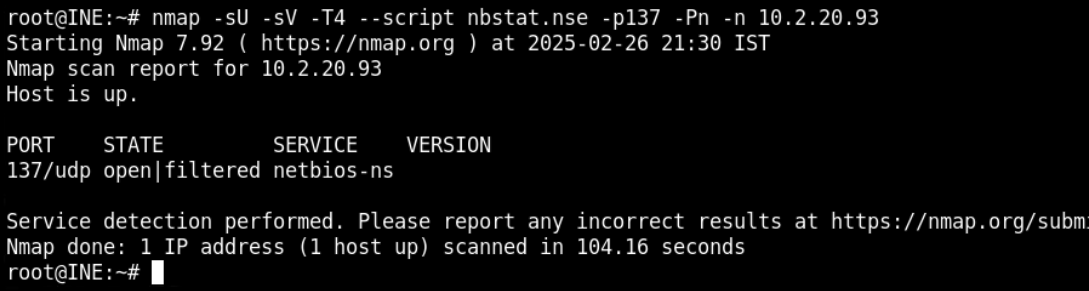 root@INE:~# nmap -sU -sV -T4 --script nbstat.nse -p137 -Pn -n 10.2.20.93
Starting Nmap 7.92 ( https://nmap.org ) at 2025-02-26 21:30 IST
Nmap scan report for 10.2.20.93
Host is up.
PORT    STATE         SERVICE    VERSION
137/udp open|filtered netbios-ns
Service detection performed. Please report any incorrect results at https://nmap.org/submi
Nmap done: 1 IP address (1 host up) scanned in 104.16 seconds
root@INE:~#